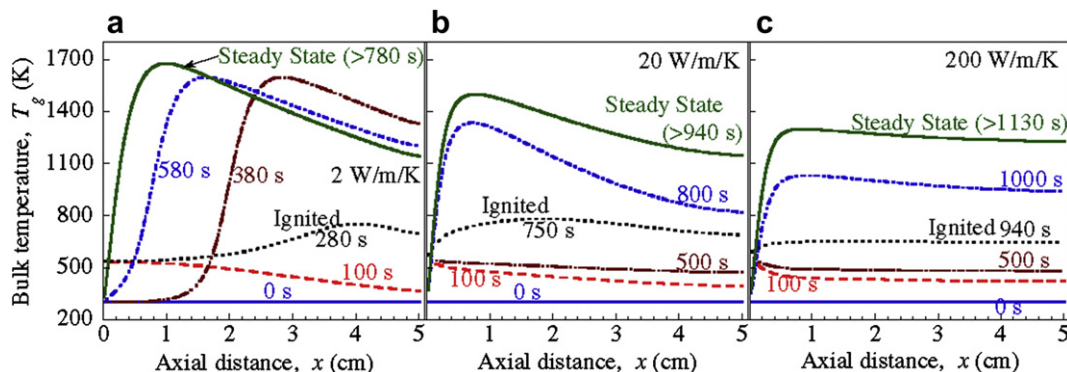 a
b
c
Bulk temperature, T_g (K)
1700
1400
1100
800
500
200
Steady State (>780 s)
580 s
380 s
2 W/m/K
Ignited
280 s
100 s
0 s
0 1 2 3 4 5
Axial distance, x (cm)
20 W/m/K
Steady State
(>940 s)
800 s
Ignited
750 s
500 s
100 s
0 s
0 1 2 3 4 5
Axial distance, x (cm)
200 W/m/K
Steady State (>1130 s)
1000 s
Ignited 940 s
500 s
100 s
0 s
0 1 2 3 4 5
Axial distance, x (cm)